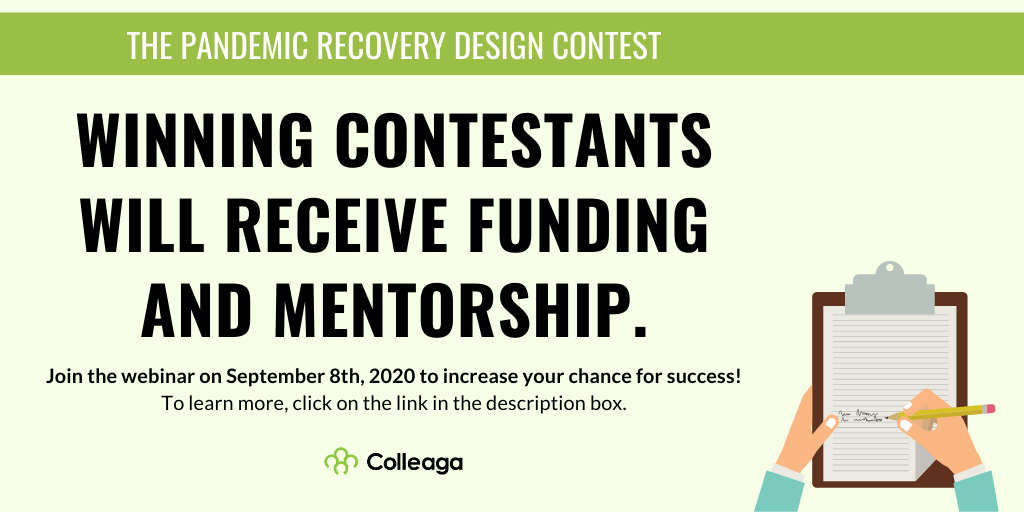 THE PANDEMIC RECOVERY DESIGN CONTEST
WINNING CONTESTANTS
WILL RECEIVE FUNDING
AND MENTORSHIP.
Join the webinar on September 8th, 2020 to increase your chance for success!
To learn more, click on the link in the description box.
Colleaga